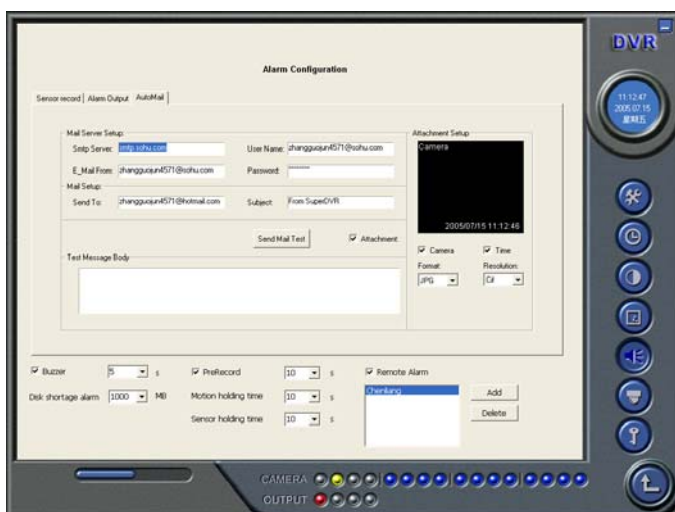 DVR
11:12:47
2005.07.15
星期五
Alarm Configuration
Sensor record Alarm Output AutoMail
Mail Server Setup:
Smtp Server: smtp.sohu.com User Name: zhangguojun4571@sohu.com
E_Mail From: zhangguojun4571@sohu.com Password: ********
Mail Setup:
Send To: zhangguojun4571@hotmail.com Subject: From SuperDVR
Send Mail Test Attachment
Test Message Body
Attachment Setup
Camera
2005/07/15 11:12:46
Camera Time
Format: Resolution:
JPG Cif
Buzzer 5 s PreRecord 10 s Remote Alarm
Disk shortage alarm 1000 MB Motion holding time 10 s
Sensor holding time 10 s
Chenliang
Add
Delete
CAMERA
OUTPUT